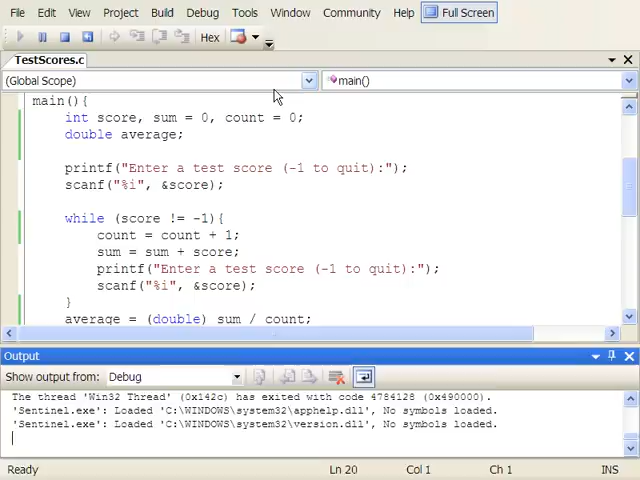 File Edit View Project Build Debug Tools Window Community Help Full Screen
Hex
TestScores.c
(Global Scope) main()
main(){
int score, sum = 0, count = 0;
double average;
printf("Enter a test score (-1 to quit):");
scanf("%i", &score);
while (score != -1){
count = count + 1;
sum = sum + score;
printf("Enter a test score (-1 to quit):");
scanf("%i", &score);
}
average = (double) sum / count;
Output
Show output from: Debug
The thread 'Win32 Thread' (0x142c) has exited with code 4784128 (0x490000).
'Sentinel.exe': Loaded 'C:\WINDOWS\system32\apphelp.dll', No symbols loaded.
'Sentinel.exe': Loaded 'C:\WINDOWS\system32\version.dll', No symbols loaded.
Ready Ln 20 Col 1 Ch 1 INS